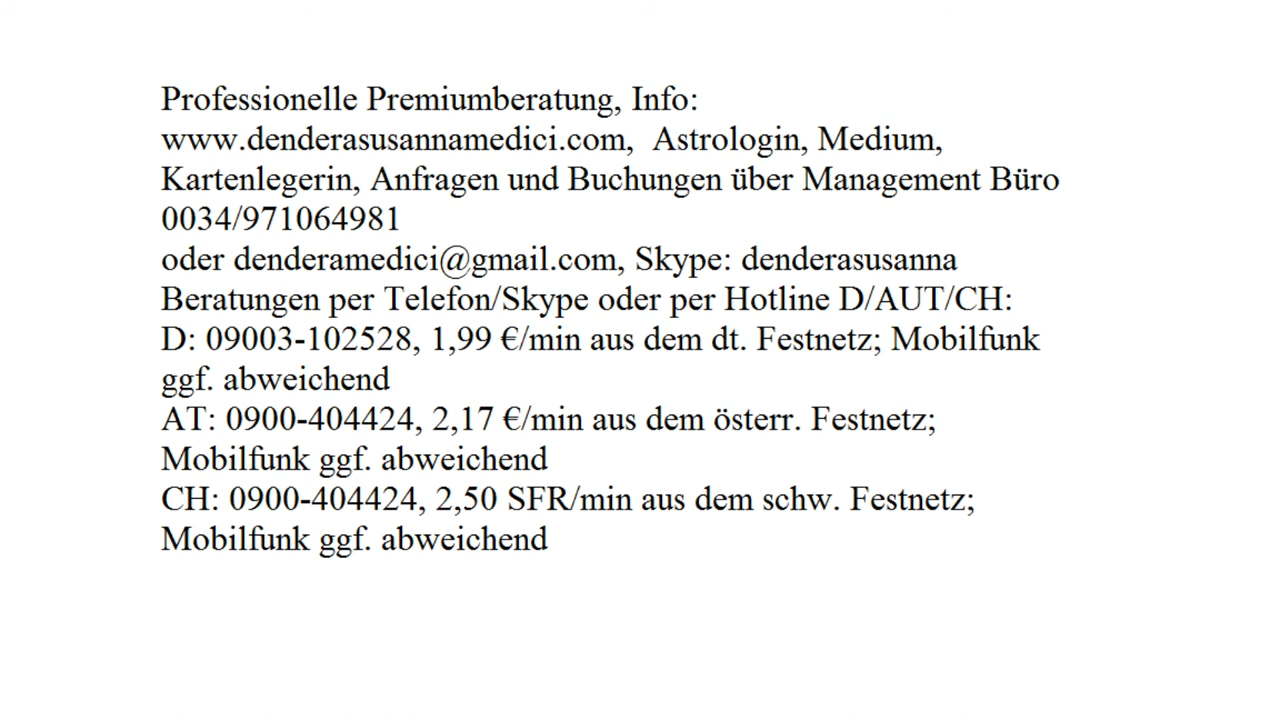 Professionelle Premiumberatung, Info:
www.denderasusannamedici.com,  Astrologin, Medium,
Kartenlegerin, Anfragen und Buchungen über Management Büro
0034/971064981
oder denderamedici@gmail.com, Skype: denderasusanna
Beratungen per Telefon/Skype oder per Hotline D/AUT/CH:
D: 09003-102528, 1,99 €/min aus dem dt. Festnetz; Mobilfunk
ggf. abweichend
AT: 0900-404424, 2,17 €/min aus dem österr. Festnetz;
Mobilfunk ggf. abweichend
CH: 0900-404424, 2,50 SFR/min aus dem schw. Festnetz;
Mobilfunk ggf. abweichend